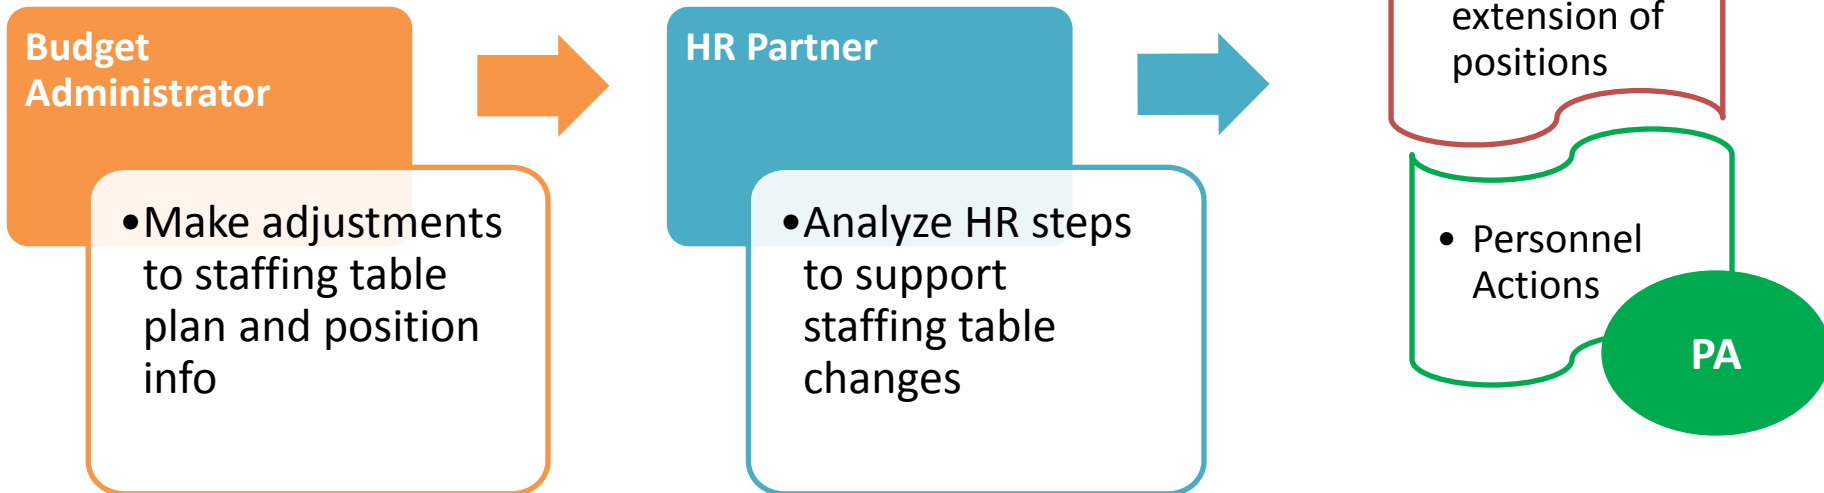 Budget
Administrator
•Make adjustments
to staffing table
plan and position
info
HR Partner
•Analyze HR steps
to support
staffing table
changes
extension of
positions
• Personnel
Actions
PA